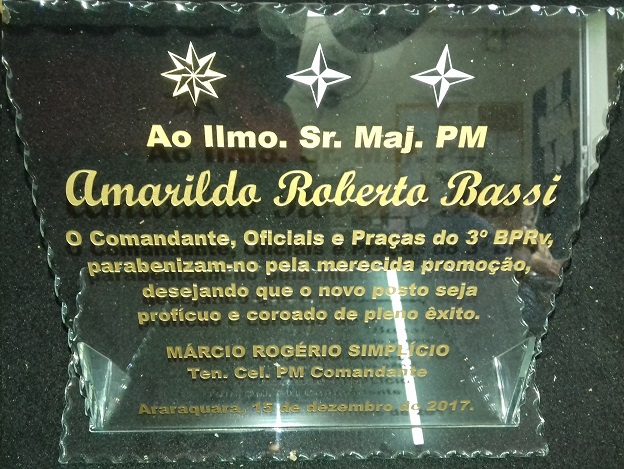 Ao Ilmo. Sr. Maj. PM
Amarildo Roberto Bassi
O Comandante, Oficiais e Praças do 3º BPRv,
parabenizam-no pela merecida promoção,
desejando que o novo posto seja
profícuo e coroado de pleno êxito.
MÁRCIO ROGÉRIO SIMPLÍCIO
Ten. Cel. PM Comandante
Araraquara, 15 de dezembro de 2017.